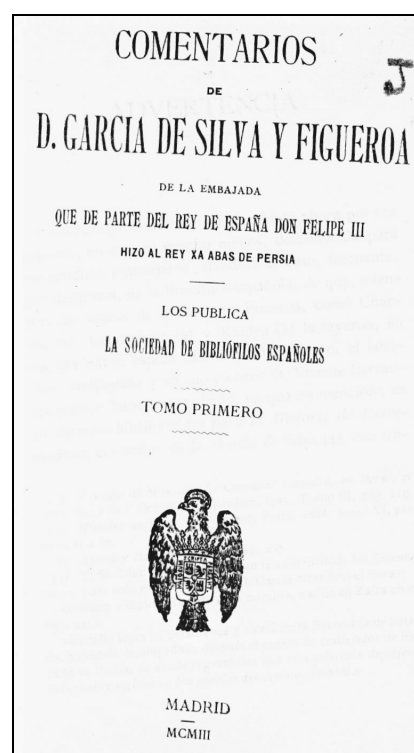 COMENTARIOS
DE
D. GARCIA DE SILVA Y FIGUEROA
DE LA EMBAJADA
QUE DE PARTE DEL REY DE ESPAÑA DON FELIPE III
HIZO AL REY XA ABAS DE PERSIA
LOS PUBLICA
LA SOCIEDAD DE BIBLIÓFILOS ESPAÑOLES
TOMO PRIMERO
MADRID
MCMIII